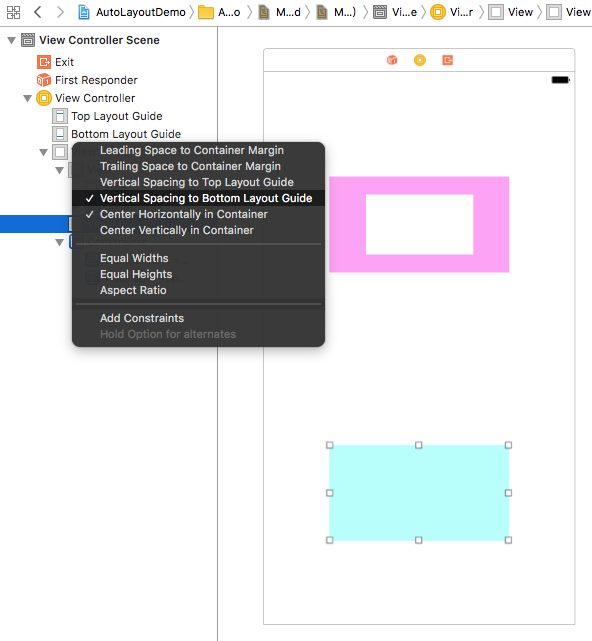 AutoLayoutDemo A...o M...d M...) Vi...e Vi...r View View
View Controller Scene
Exit
First Responder
View Controller
Top Layout Guide
Bottom Layout Guide
Leading Space to Container Margin
Trailing Space to Container Margin
Vertical Spacing to Top Layout Guide
✓ Vertical Spacing to Bottom Layout Guide
✓ Center Horizontally in Container
Center Vertically in Container
Equal Widths
Equal Heights
Aspect Ratio
Add Constraints
Hold Option for alternates